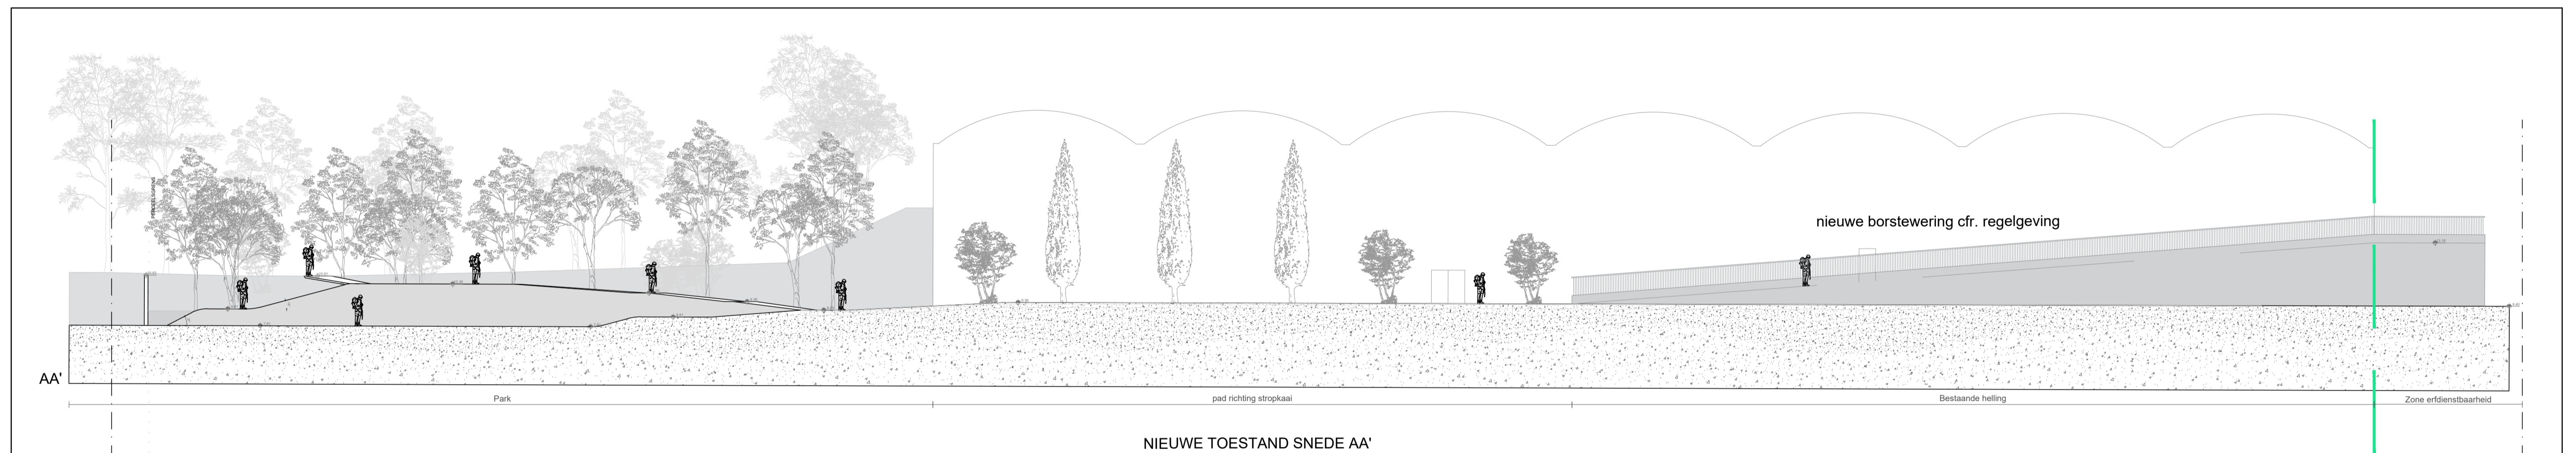 nieuwe borstewering cfr. regelgeving
AA'
Park
pad richting stropkaai
Bestaande helling
Zone erfdienstbaarheid
NIEUWE TOESTAND SNEDE AA'